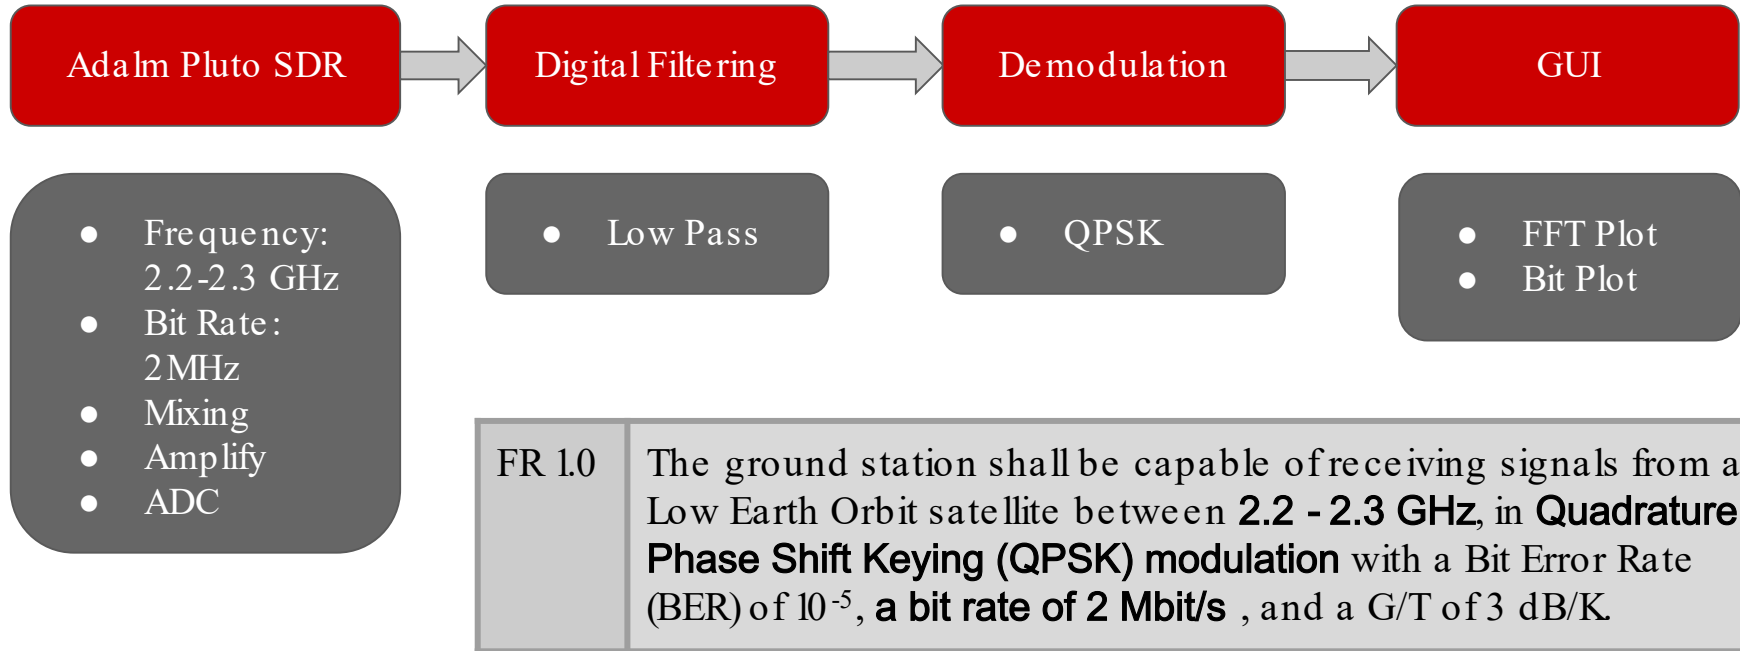 Adalm Pluto SDR
Digital Filtering
Demodulation
GUI
● Frequency:
2.2-2.3 GHz
● Bit Rate:
2MHz
● Mixing
● Amplify
● ADC
● Low Pass
● QPSK
● FFT Plot
● Bit Plot
FR 1.0
The ground station shall be capable of receiving signals from a
Low Earth Orbit satellite between 2.2 - 2.3 GHz, in Quadrature
Phase Shift Keying (QPSK) modulation with a Bit Error Rate
(BER) of 10⁻⁵, a bit rate of 2 Mbit/s , and a G/T of 3 dB/K.